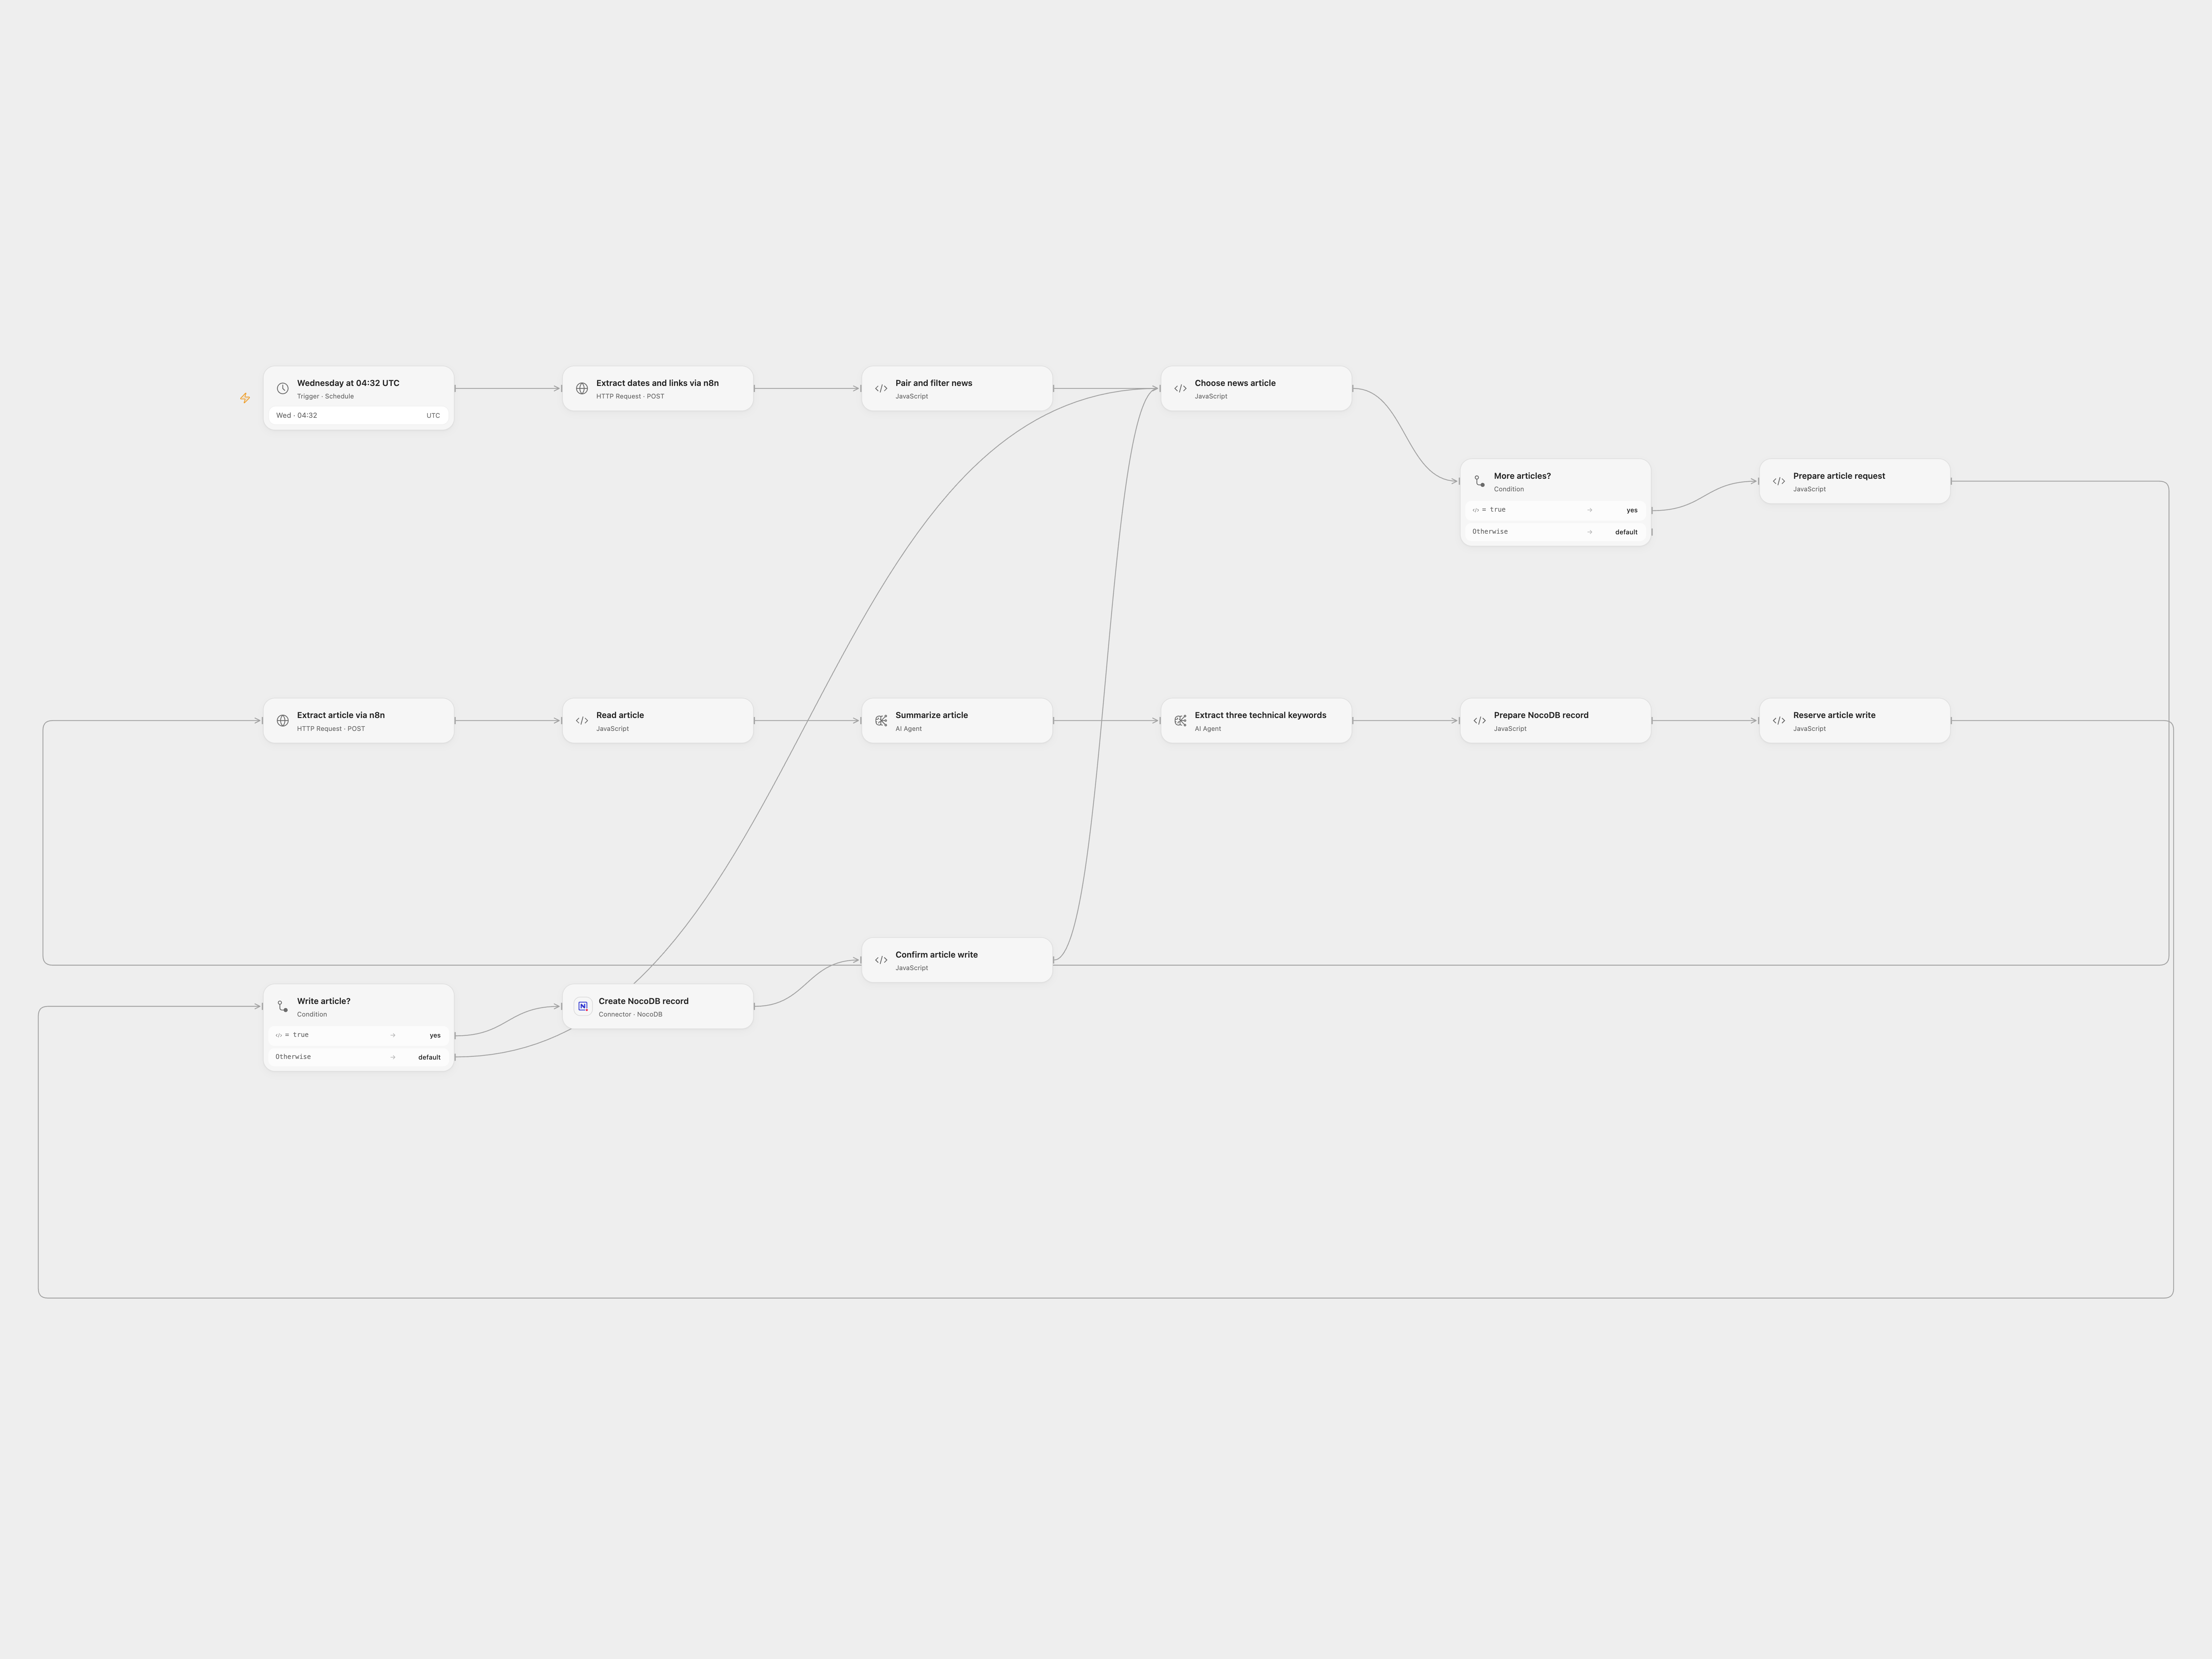 Wednesday at 04:32 UTC
Trigger · Schedule
Wed · 04:32 UTC
Extract dates and links via n8n
HTTP Request · POST
Pair and filter news
JavaScript
Choose news article
JavaScript
More articles?
Condition
</> = true → yes
Otherwise → default
Prepare article request
JavaScript
Extract article via n8n
HTTP Request · POST
Read article
JavaScript
Summarize article
AI Agent
Extract three technical keywords
AI Agent
Prepare NocoDB record
JavaScript
Reserve article write
JavaScript
Confirm article write
JavaScript
Write article?
Condition
</> = true → yes
Otherwise → default
Create NocoDB record
Connector · NocoDB